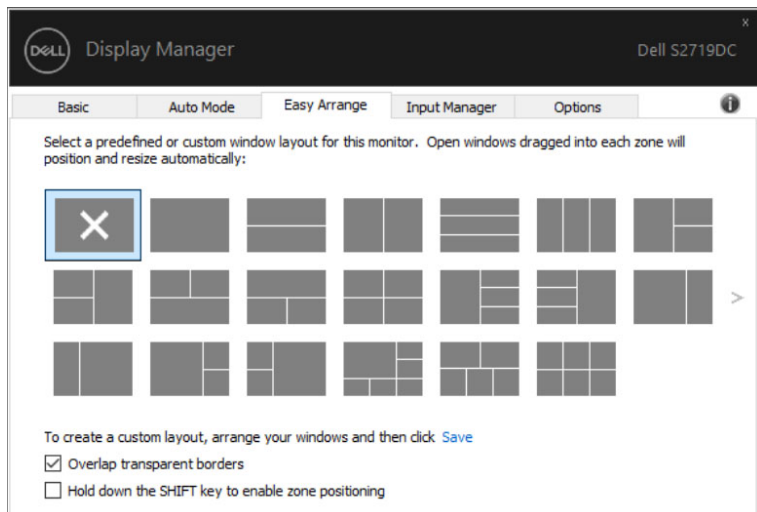 x
DELL
Display Manager
Dell S2719DC
Basic
Auto Mode
Easy Arrange
Input Manager
Options
i
Select a predefined or custom window layout for this monitor. Open windows dragged into each zone will
position and resize automatically:
>
To create a custom layout, arrange your windows and then click Save
Overlap transparent borders
Hold down the SHIFT key to enable zone positioning